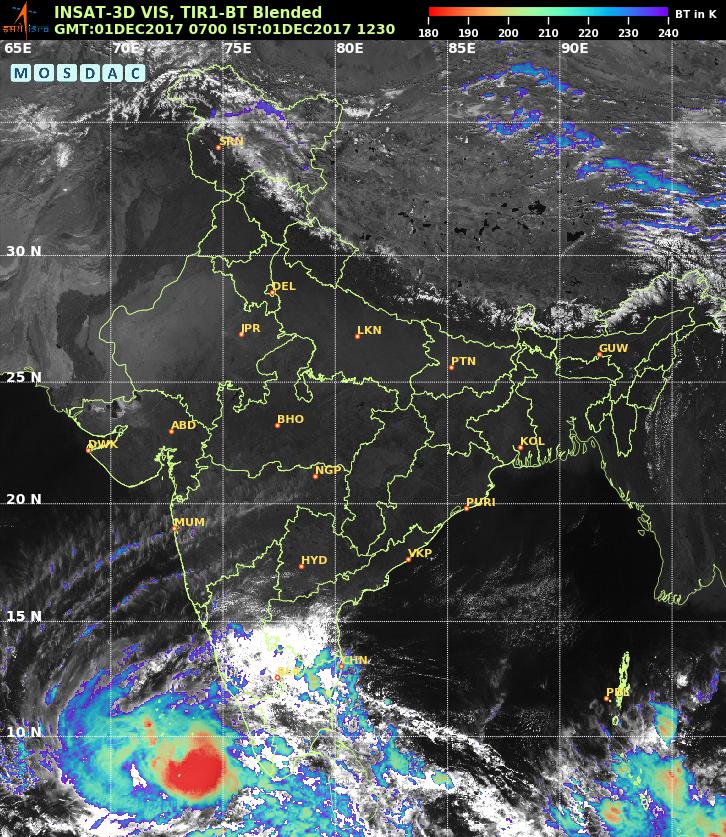 INSAT-3D VIS, TIR1-BT Blended
GMT:01DEC2017 0700 IST:01DEC2017 1230
BT in K
180 190 200 210 220 230 240
65E 70E 75E 80E 85E 90E
MOSDAC
SRN
30 N
DEL
JPR LKN
GUW
PTN
25 N
ABD BHO
DWK KOL
NGP
20 N PURI
MUM
HYD VKP
15 N
CHN
10 N